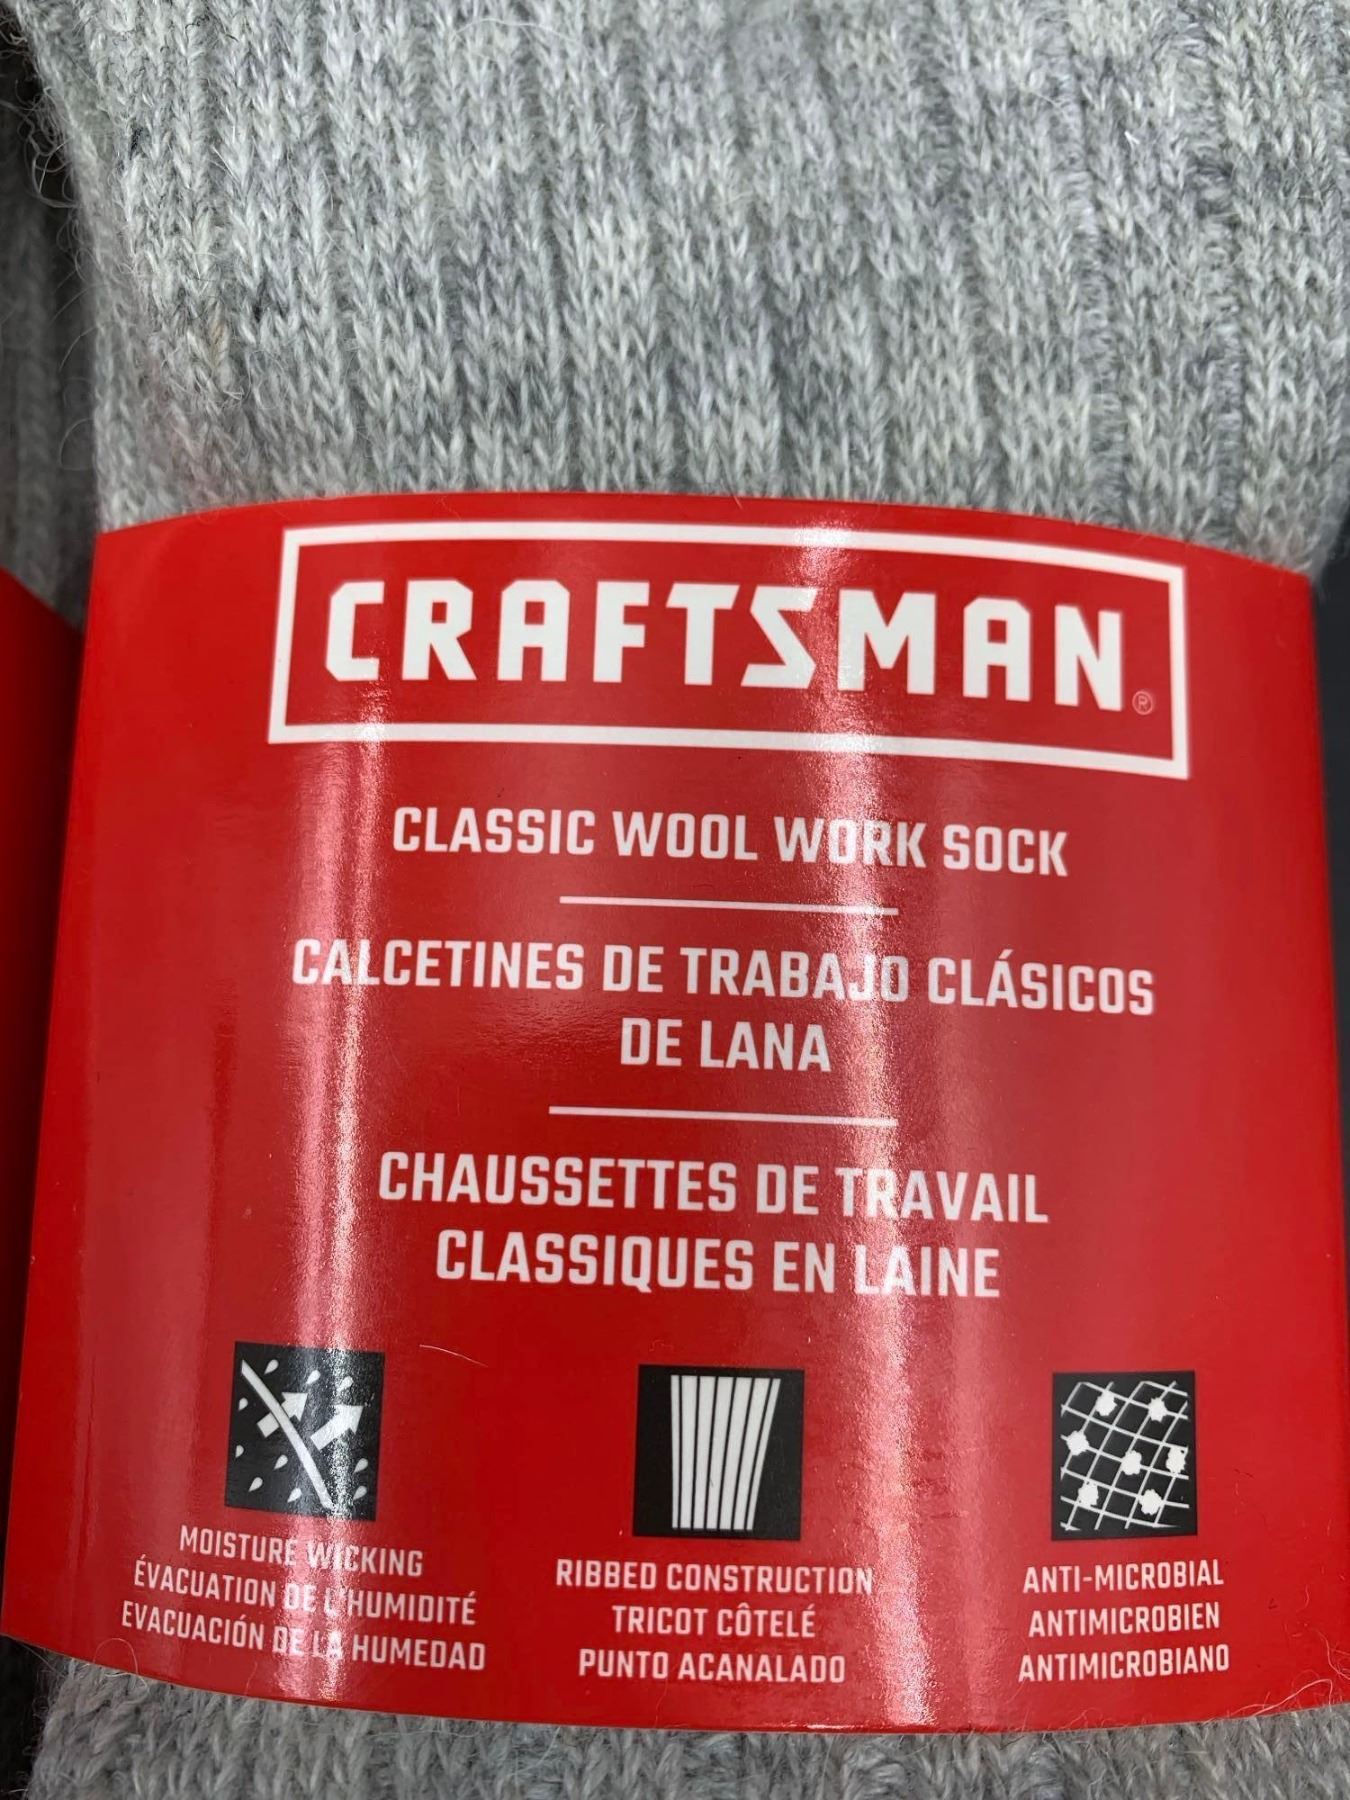 CRAFTSMAN®
CLASSIC WOOL WORK SOCK
CALCETINES DE TRABAJO CLÁSICOS
DE LANA
CHAUSSETTES DE TRAVAIL
CLASSIQUES EN LAINE
MOISTURE WICKING
ÉVACUATION DE L'HUMIDITÉ
EVACUACIÓN DE LA HUMEDAD
RIBBED CONSTRUCTION
TRICOT CÔTELÉ
PUNTO ACANALADO
ANTI-MICROBIAL
ANTIMICROBIEN
ANTIMICROBIANO